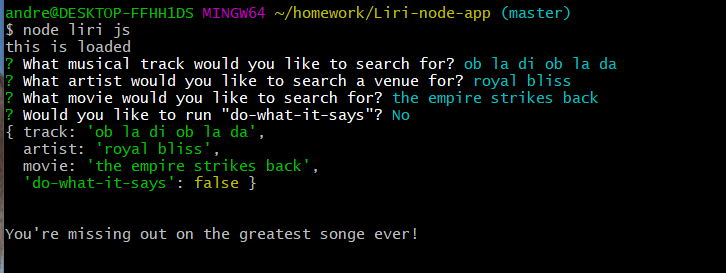 andre@DESKTOP-FFHH1DS MINGW64 ~/homework/Liri-node-app (master)
$ node liri js
this is loaded
? What musical track would you like to search for? ob la di ob la da
? What artist would you like to search a venue for? royal bliss
? What movie would you like to search for? the empire strikes back
? Would you like to run "do-what-it-says"? No
{ track: 'ob la di ob la da',
  artist: 'royal bliss',
  movie: 'the empire strikes back',
  'do-what-it-says': false }
You're missing out on the greatest songe ever!